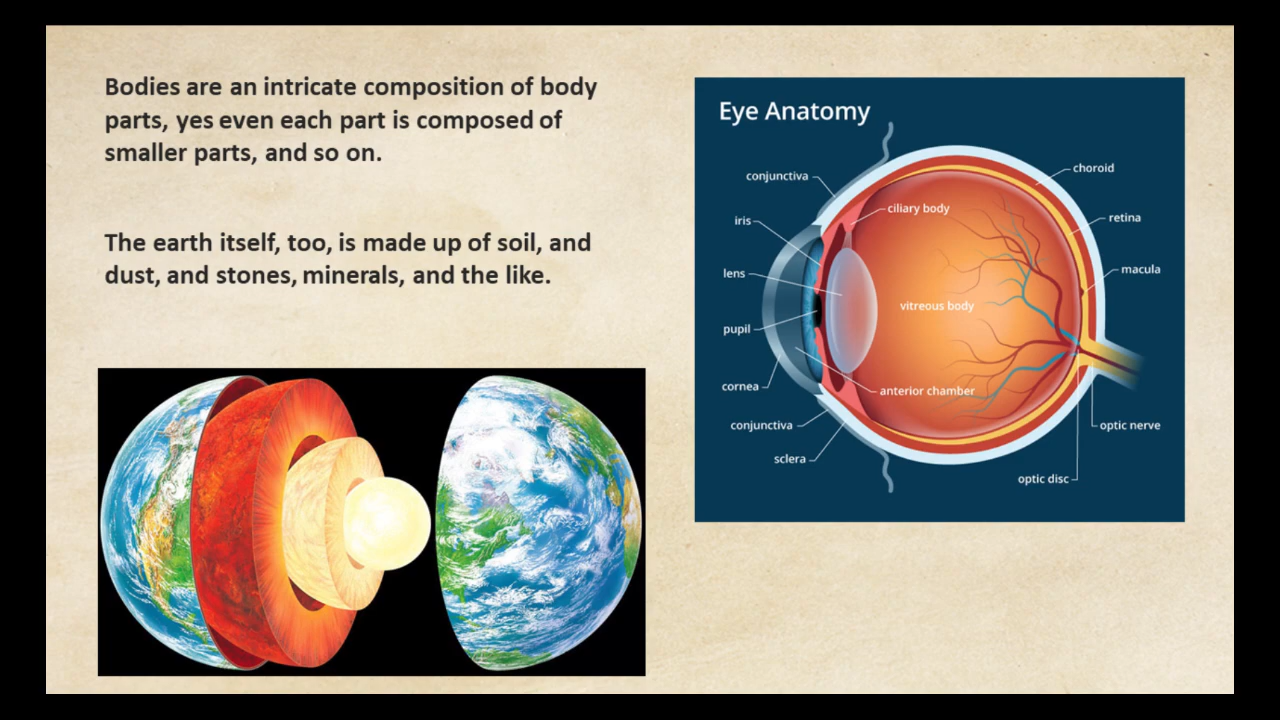 Bodies are an intricate composition of body
parts, yes even each part is composed of
smaller parts, and so on.
The earth itself, too, is made up of soil, and
dust, and stones, minerals, and the like.
Eye Anatomy
conjunctiva
iris
lens
pupil
cornea
conjunctiva
sclera
ciliary body
vitreous body
anterior chamber
choroid
retina
macula
optic nerve
optic disc